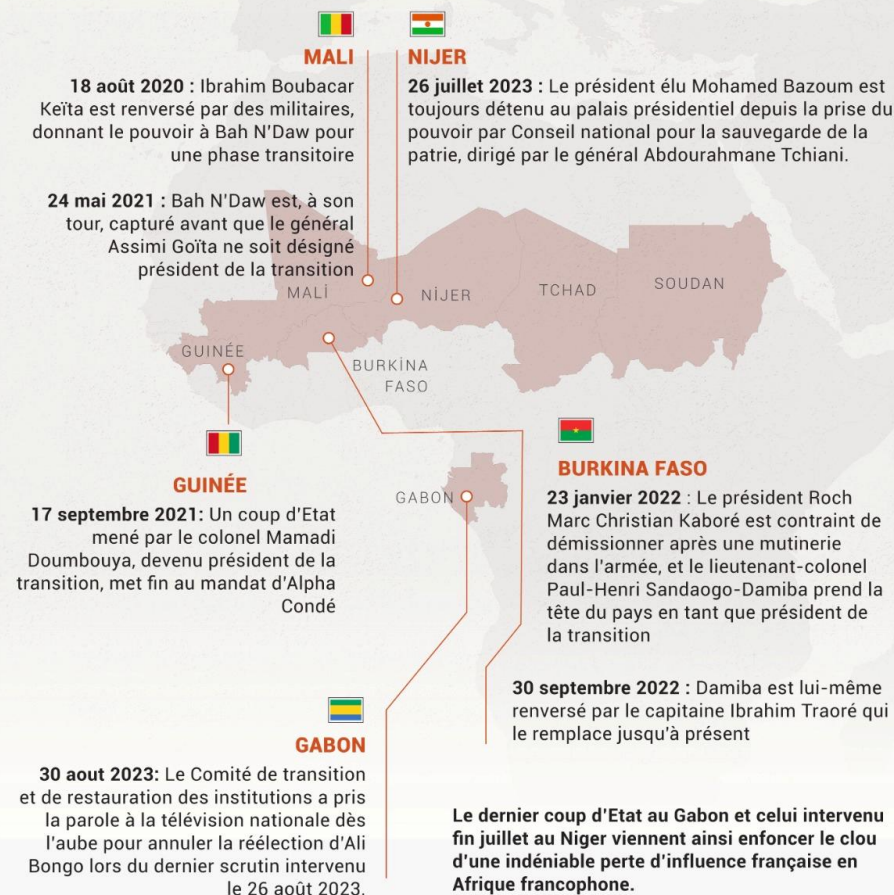 MALI
18 août 2020 : Ibrahim Boubacar
Keïta est renversé par des militaires,
donnant le pouvoir à Bah N'Daw pour
une phase transitoire
24 mai 2021 : Bah N'Daw est, à son
tour, capturé avant que le général
Assimi Goïta ne soit désigné
président de la transition
NIJER
26 juillet 2023 : Le président élu Mohamed Bazoum est
toujours détenu au palais présidentiel depuis la prise du
pouvoir par Conseil national pour la sauvegarde de la
patrie, dirigé par le général Abdourahmane Tchiani.
MALİ
NİJER
TCHAD
SOUDAN
GUINÉE
BURKİNA
FASO
GABON
GUINÉE
17 septembre 2021: Un coup d'Etat
mené par le colonel Mamadi
Doumbouya, devenu président de la
transition, met fin au mandat d'Alpha
Condé
BURKINA FASO
23 janvier 2022 : Le président Roch
Marc Christian Kaboré est contraint de
démissionner après une mutinerie
dans l'armée, et le lieutenant-colonel
Paul-Henri Sandaogo-Damiba prend la
tête du pays en tant que président de
la transition
30 septembre 2022 : Damiba est lui-même
renversé par le capitaine Ibrahim Traoré qui
le remplace jusqu'à présent
GABON
30 aout 2023: Le Comité de transition
et de restauration des institutions a pris
la parole à la télévision nationale dès
l'aube pour annuler la réélection d'Ali
Bongo lors du dernier scrutin intervenu
le 26 août 2023.
Le dernier coup d'Etat au Gabon et celui intervenu
fin juillet au Niger viennent ainsi enfoncer le clou
d'une indéniable perte d'influence française en
Afrique francophone.